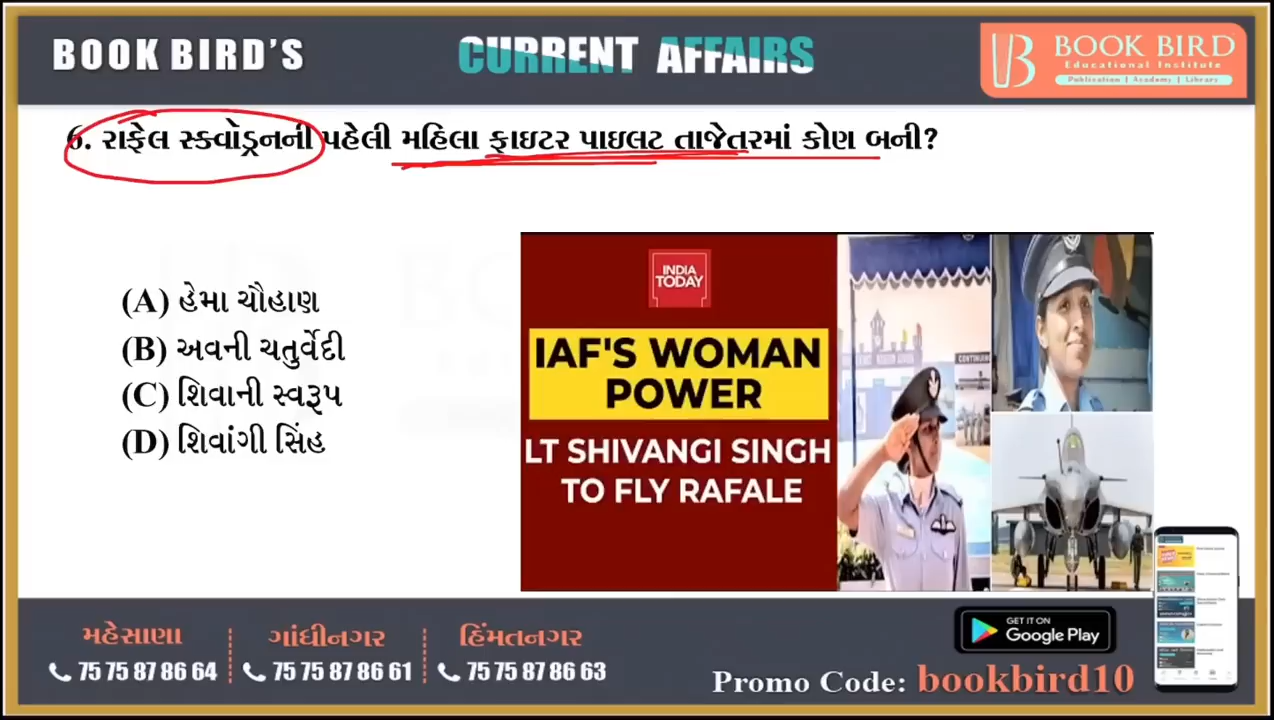 BOOK BIRD'S
CURRENT AFFAIRS
BOOK BIRD
Educational Institute
Publication | Academy | Library
6. રાફેલ સ્ક્વોડ્રનની પહેલી મહિલા ફાઇટર પાઇલટ તાજેતરમાં કોણ બની?
(A) હેમા ચૌહાણ
(B) અવની ચતુર્વેદી
(C) શિવાની સ્વરૂપ
(D) શિવાંગી સિંહ
INDIA
TODAY
IAF'S WOMAN
POWER
LT SHIVANGI SINGH
TO FLY RAFALE
મહેસાણા
75 75 87 86 64
ગાંધીનગર
75 75 87 86 61
હિંમતનગર
75 75 87 86 63
GET IT ON
Google Play
Promo Code: bookbird10